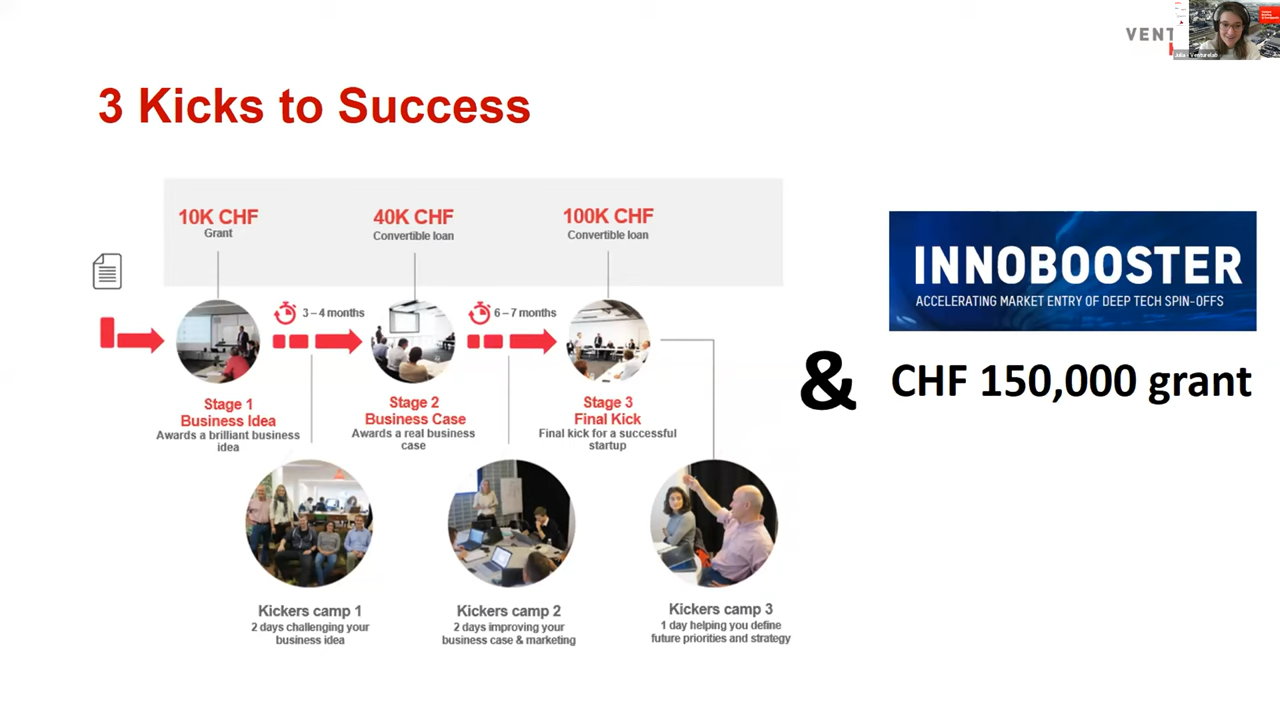 VENT
Julia - Venturelab
3 Kicks to Success
10K CHF
Grant
40K CHF
Convertible loan
100K CHF
Convertible loan
3 – 4 months
6 – 7 months
Stage 1
Business Idea
Awards a brilliant business
idea
Stage 2
Business Case
Awards a real business
case
Stage 3
Final Kick
Final kick for a successful
startup
Kickers camp 1
2 days challenging your
business idea
Kickers camp 2
2 days improving your
business case & marketing
Kickers camp 3
1 day helping you define
future priorities and strategy
INNOBOOSTER
ACCELERATING MARKET ENTRY OF DEEP TECH SPIN-OFFS
&
CHF 150,000 grant